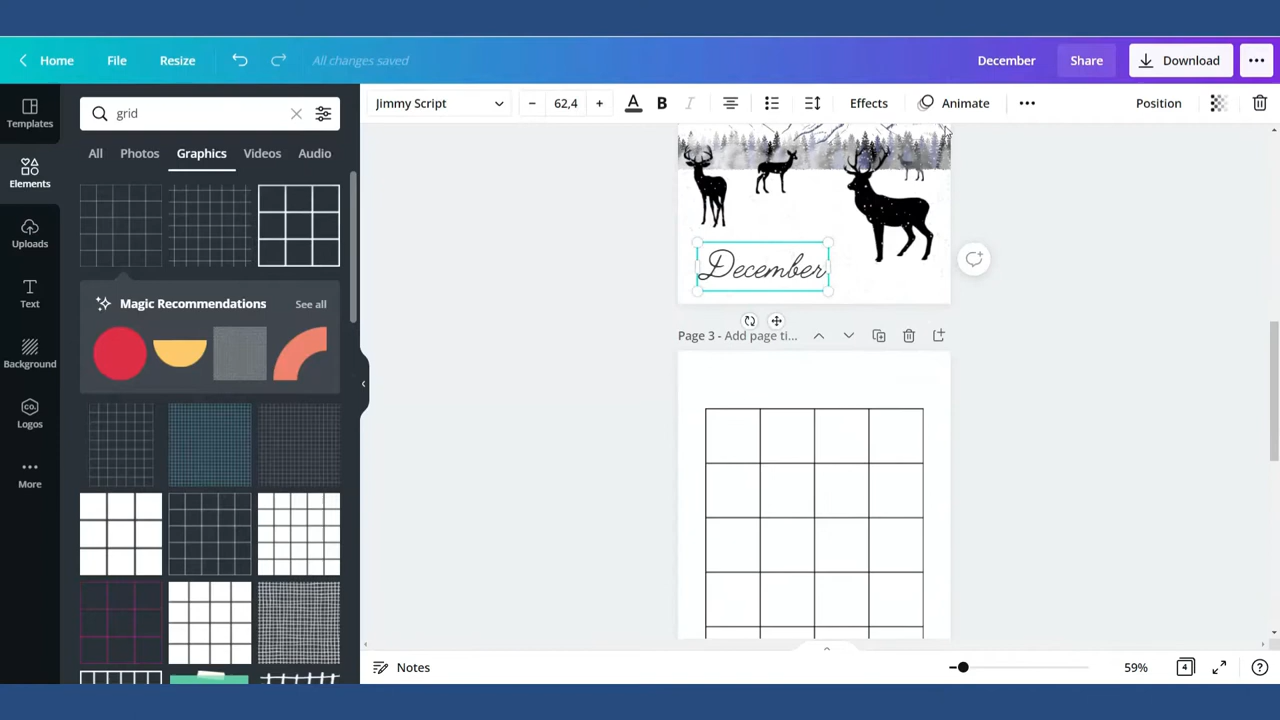 Home
File
Resize
All changes saved
December
Share
Download
Templates
Elements
Uploads
Text
Background
co.
Logos
More
grid
All
Photos
Graphics
Videos
Audio
Magic Recommendations
See all
Jimmy Script
62,4
A
B
I
Effects
Animate
Position
December
Page 3 - Add page ti...
Notes
59%
4
?